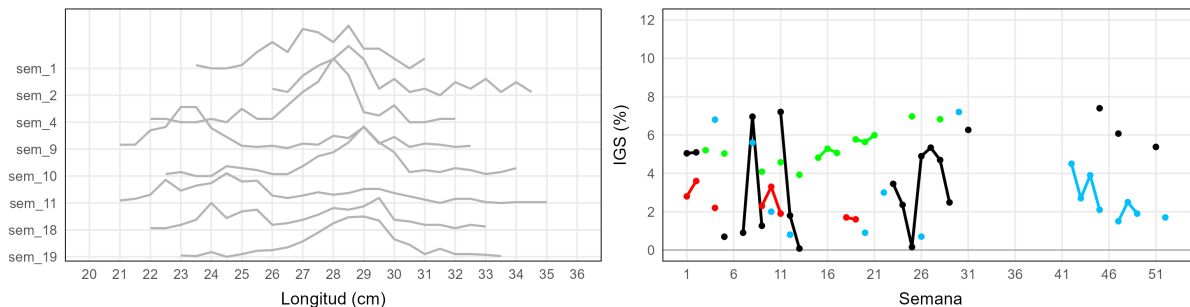 sem_1
sem_2
sem_4
sem_9
sem_10
sem_11
sem_18
sem_19
20 21 22 23 24 25 26 27 28 29 30 31 32 33 34 35 36
Longitud (cm)
IGS (%)
12
10
8
6
4
2
0
1 6 11 16 21 26 31 36 41 46 51
Semana